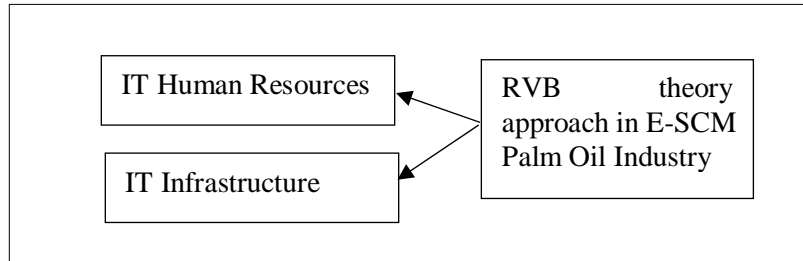 IT Human Resources
IT Infrastructure
RVB theory
approach in E-SCM
Palm Oil Industry